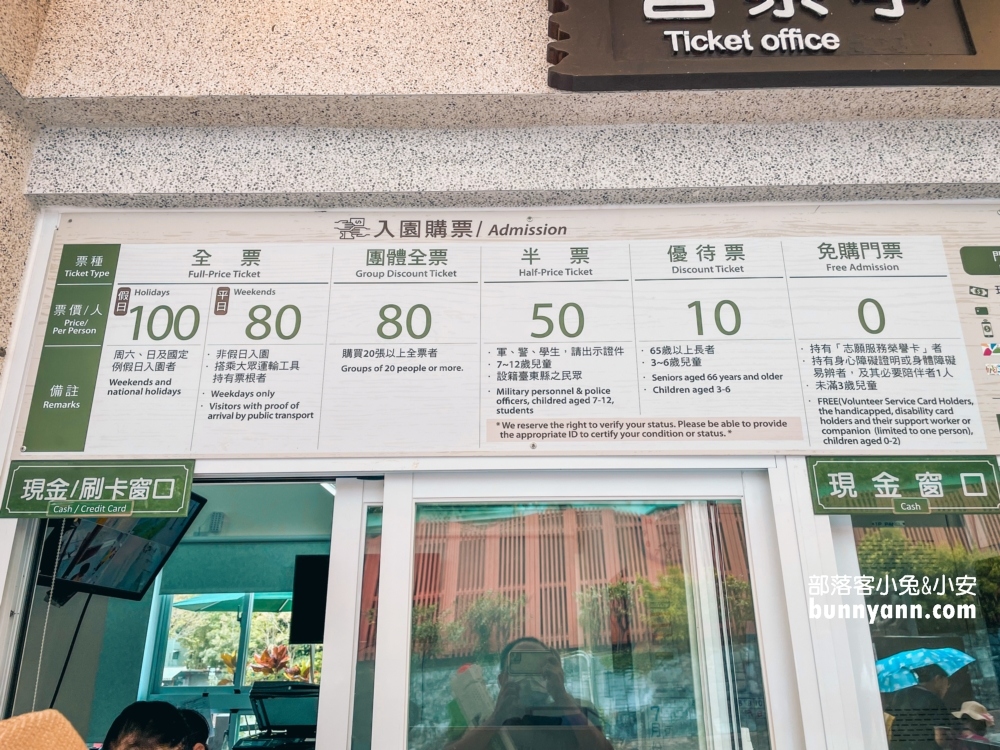 Ticket office
入園購票/ Admission
票種
Ticket Type
全 票
Full-Price Ticket
團體全票
Group Discount Ticket
半 票
Half-Price Ticket
優待票
Discount Ticket
免購門票
Free Admission
票價/人
Price/
Per Person
假日
Holidays
100
平日
Weekends
80
80
50
10
0
備註
Remarks
周六、日及國定
例假日入園者
Weekends and
national holidays
· 非假日入園
· 搭乘大眾運輸工具
持有票根者
· Weekdays only
· Visitors with proof of
arrival by public transport
購買20張以上全票者
Groups of 20 people or more.
· 軍、警、學生,請出示證件
· 7~12歲兒童
· 設籍臺東縣之民眾
· Military personnel & police
officers, childred aged 7-12,
students
· 65歲以上長者
· 3~6歲兒童
· Seniors aged 66 years and older
· Children aged 3-6
· 持有「志願服務榮譽卡」者
· 持有身心障礙證明或身體障礙
易辨者,及其必要陪伴者1人
· 未滿3歲兒童
· FREE(Volunteer Service Card Holders,
the handicapped, disability card
holders and their support worker or
companion (limited to one person),
children aged 0-2)
* We reserve the right to verify your status. Please be able to provide
the appropriate ID to certify your condition or status. *
現金/刷卡窗口
Cash / Credit Card
現金窗口
Cash
部落客小兔&小安
bunnyann.com